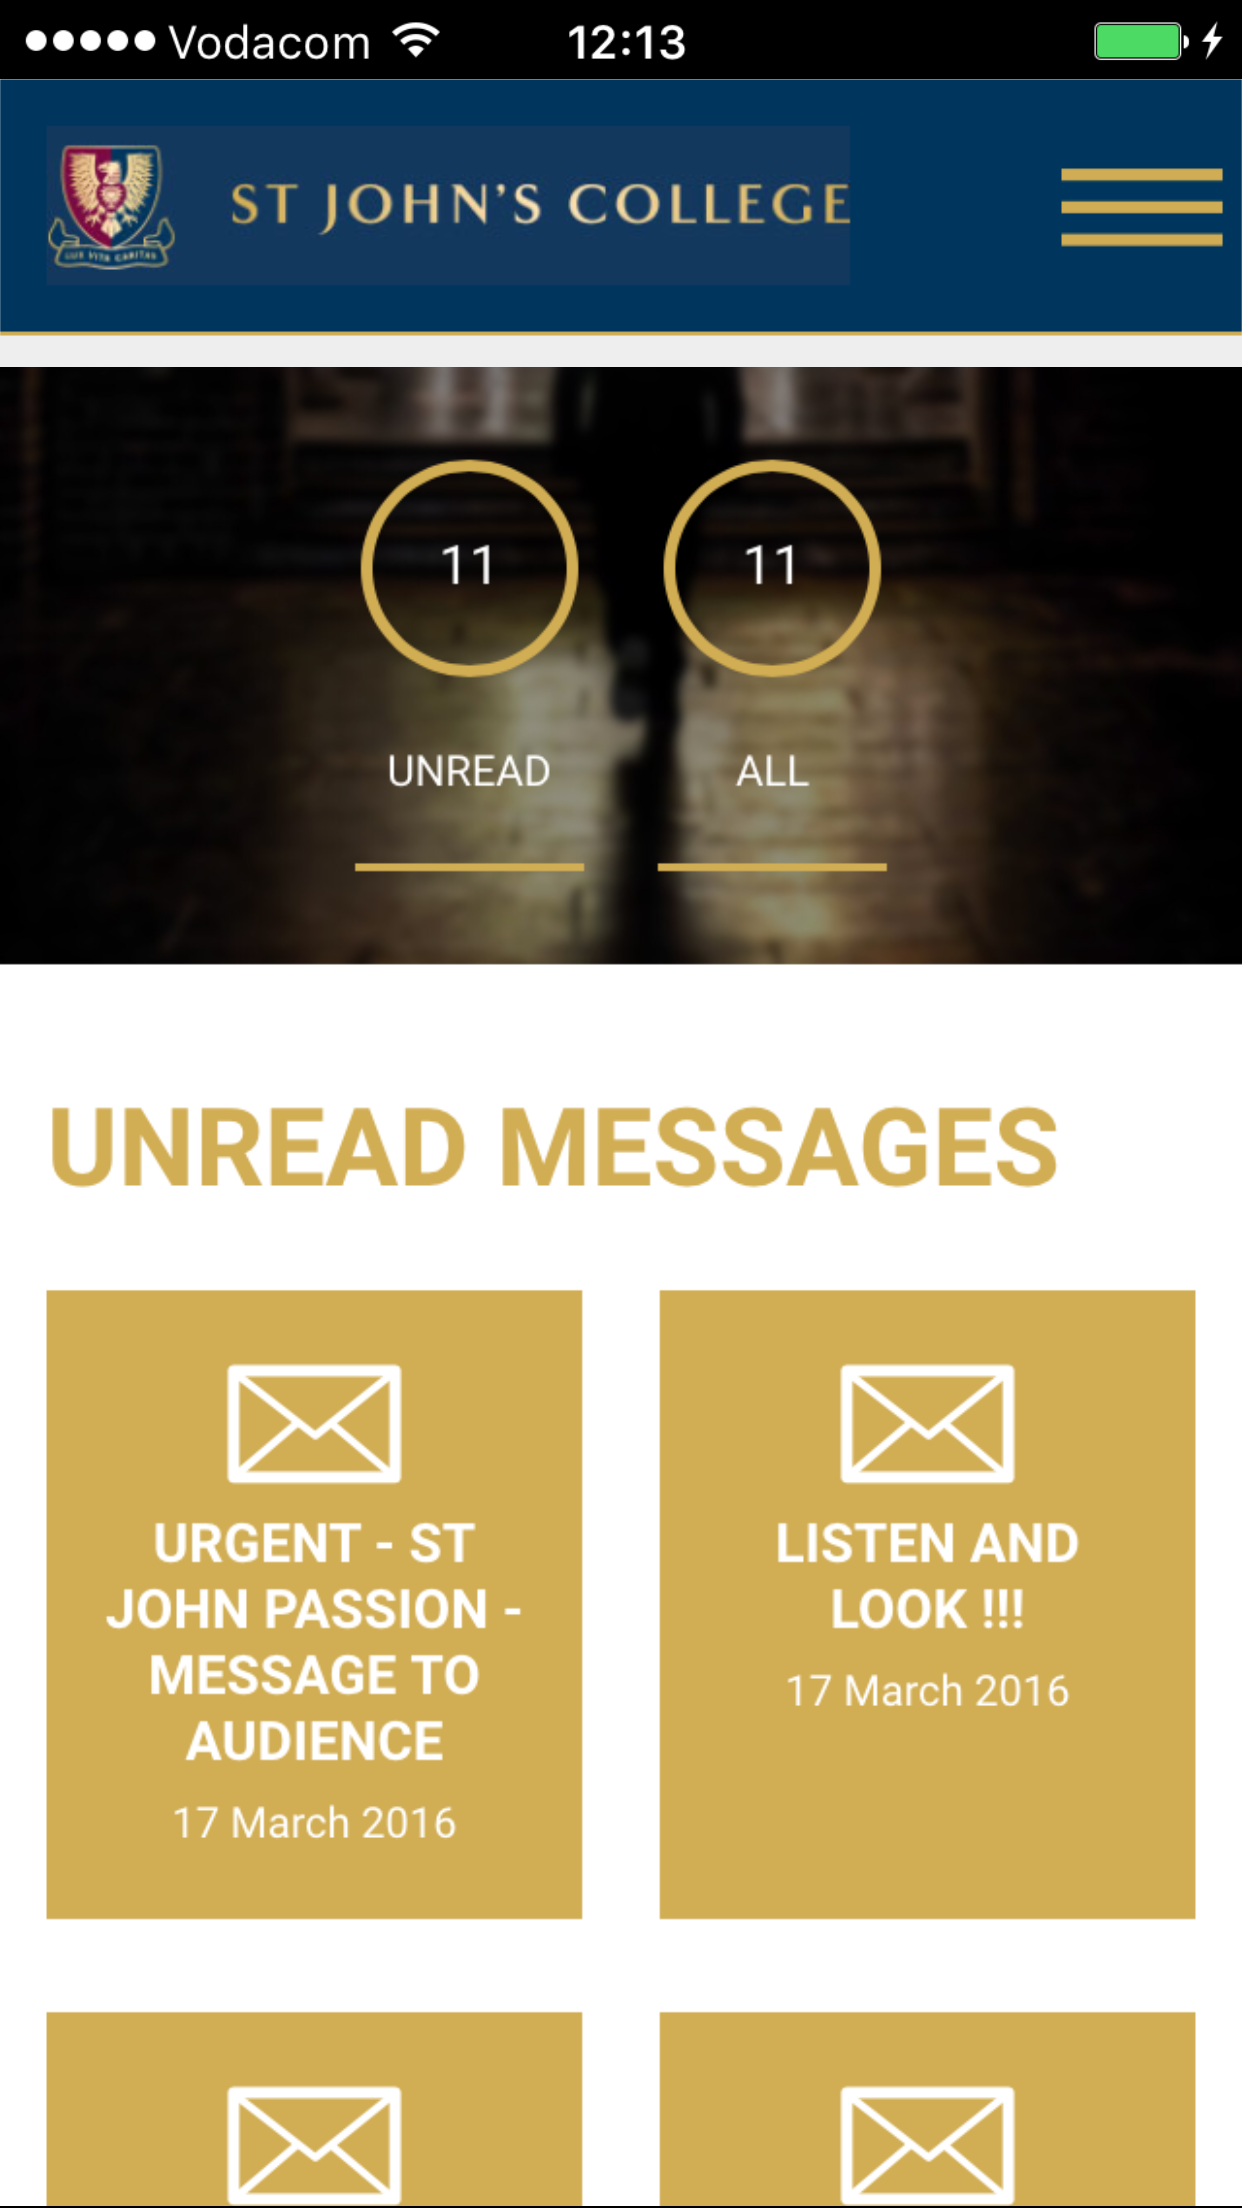 Vodacom 12:13
LUX VITA CARITAS
ST JOHN'S COLLEGE
11 11
UNREAD ALL
UNREAD MESSAGES
URGENT - ST
JOHN PASSION -
MESSAGE TO
AUDIENCE
17 March 2016
LISTEN AND
LOOK !!!
17 March 2016